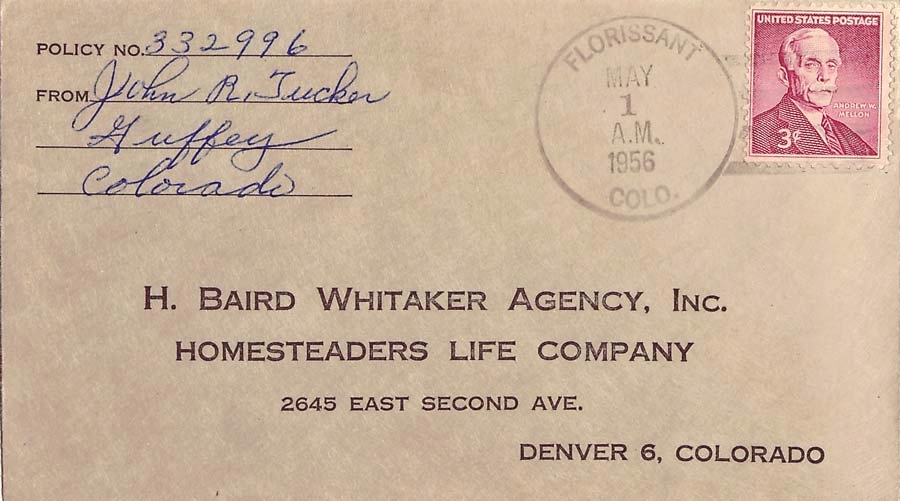 POLICY NO. 332996
FROM John R. Tucker
Guffey
Colorado
FLORISSANT
MAY
1
A.M.
1956
COLO.
UNITED STATES POSTAGE
ANDREW W.
MELLON
3¢
H. BAIRD WHITAKER AGENCY, INC.
HOMESTEADERS LIFE COMPANY
2645 EAST SECOND AVE.
DENVER 6, COLORADO